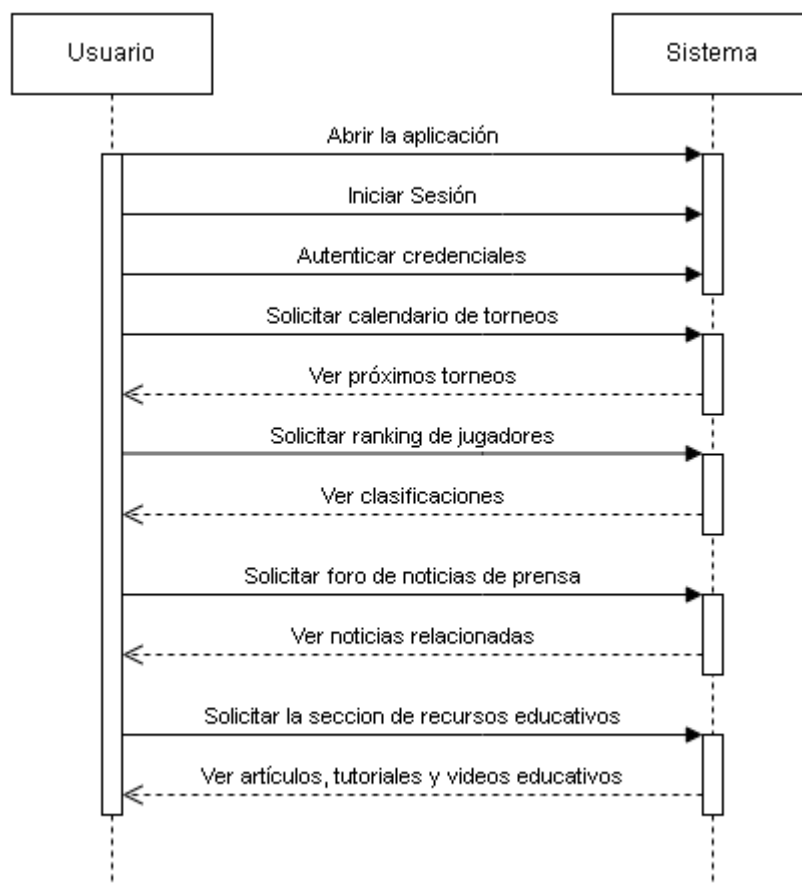 Usuario
Sistema
Abrir la aplicación
Iniciar Sesión
Autenticar credenciales
Solicitar calendario de torneos
Ver próximos torneos
Solicitar ranking de jugadores
Ver clasificaciones
Solicitar foro de noticias de prensa
Ver noticias relacionadas
Solicitar la seccion de recursos educativos
Ver artículos, tutoriales y videos educativos